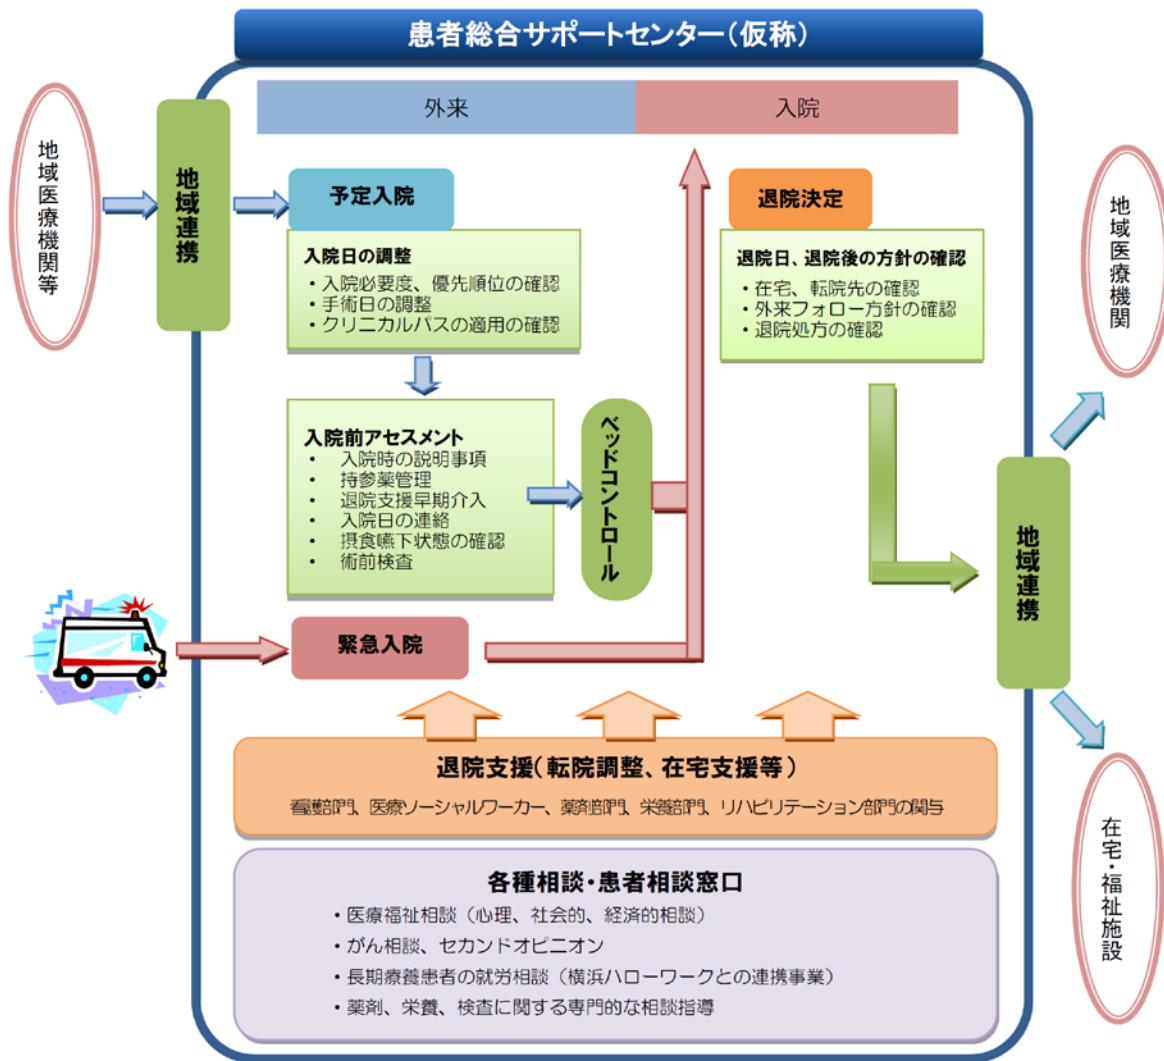 患者総合サポートセンター（仮称）
外来
入院
地域医療機関等
地域連携
予定入院
入院日の調整
・入院必要度、優先順位の確認
・手術日の調整
・クリニカルパスの適用の確認
入院前アセスメント
・ 入院時の説明事項
・ 持参薬管理
・ 退院支援早期介入
・ 入院日の連絡
・ 摂食嚥下状態の確認
・ 術前検査
ベッドコントロール
緊急入院
退院決定
退院日、退院後の方針の確認
・在宅、転院先の確認
・外来フォロー方針の確認
・退院処方の確認
地域連携
地域医療機関
在宅・福祉施設
退院支援（転院調整、在宅支援等）
看護部門、医療ソーシャルワーカー、薬剤部門、栄養部門、リハビリテーション部門の関与
各種相談・患者相談窓口
・医療福祉相談（心理、社会的、経済的相談）
・がん相談、セカンドオピニオン
・長期療養患者の就労相談（横浜ハローワークとの連携事業）
・薬剤、栄養、検査に関する専門的な相談指導